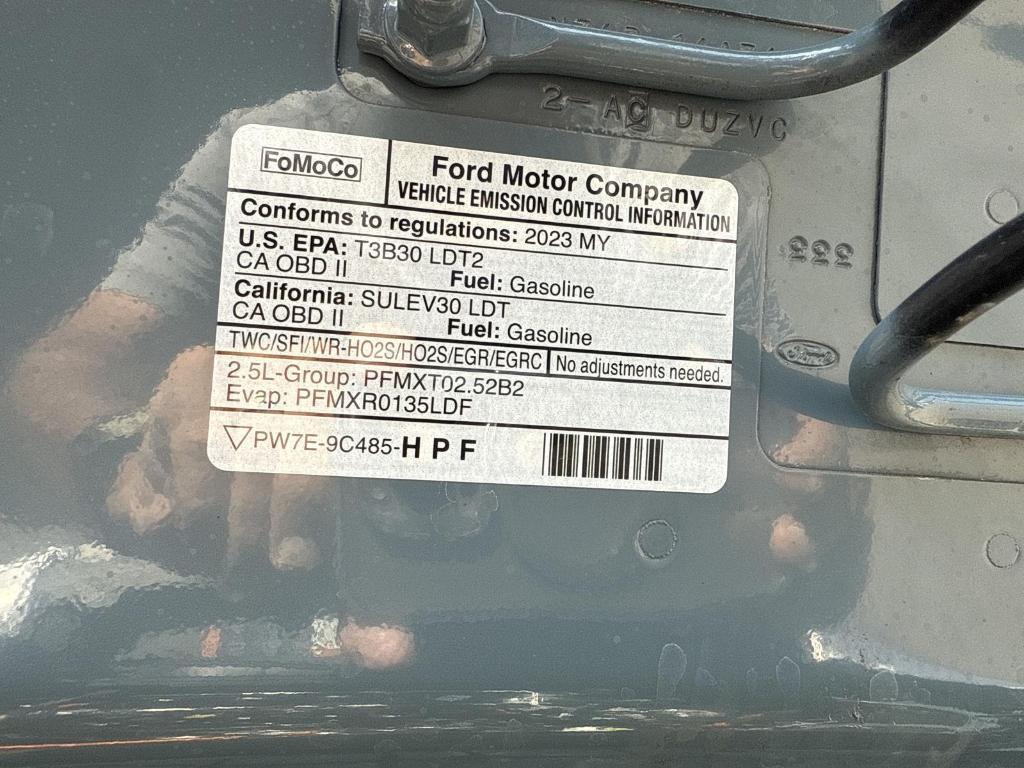 2-AC DUZVC
FoMoCo
Ford Motor Company
VEHICLE EMISSION CONTROL INFORMATION
Conforms to regulations: 2023 MY
U.S. EPA: T3B30 LDT2
CA OBD II Fuel: Gasoline
California: SULEV30 LDT
CA OBD II Fuel: Gasoline
TWC/SFI/WR-HO2S/HO2S/EGR/EGRC No adjustments needed.
2.5L-Group: PFMXT02.52B2
Evap: PFMXR0135LDF
PW7E-9C485-HPF
333
Ford